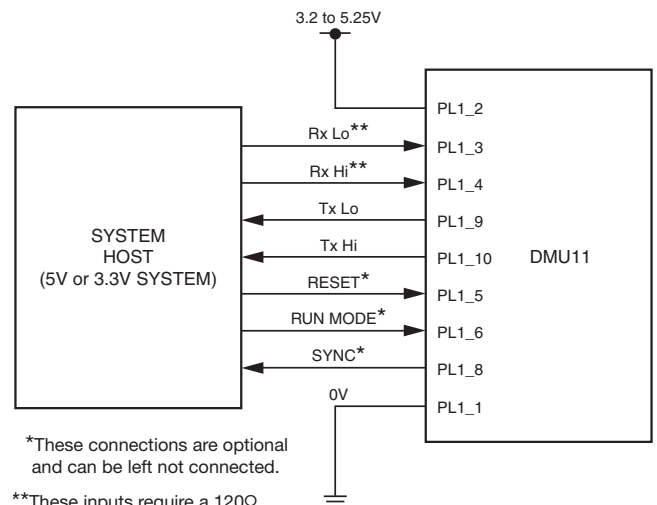 3.2 to 5.25V
PL1_2
Rx Lo**
PL1_3
Rx Hi**
PL1_4
Tx Lo
PL1_9
Tx Hi
PL1_10
DMU11
SYSTEM
HOST
(5V or 3.3V SYSTEM)
RESET*
PL1_5
RUN MODE*
PL1_6
SYNC*
PL1_8
0V
PL1_1
*These connections are optional
and can be left not connected.
**These inputs require a 120Ω